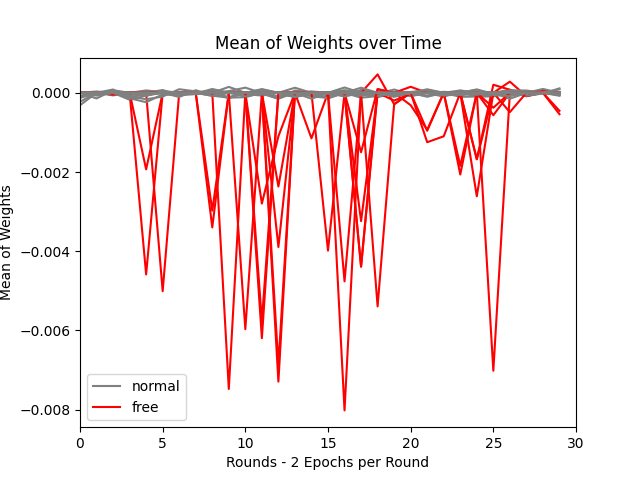 Mean of Weights over Time
Mean of Weights
0.000
−0.002
−0.004
−0.006
−0.008
normal
free
0 5 10 15 20 25 30
Rounds - 2 Epochs per Round